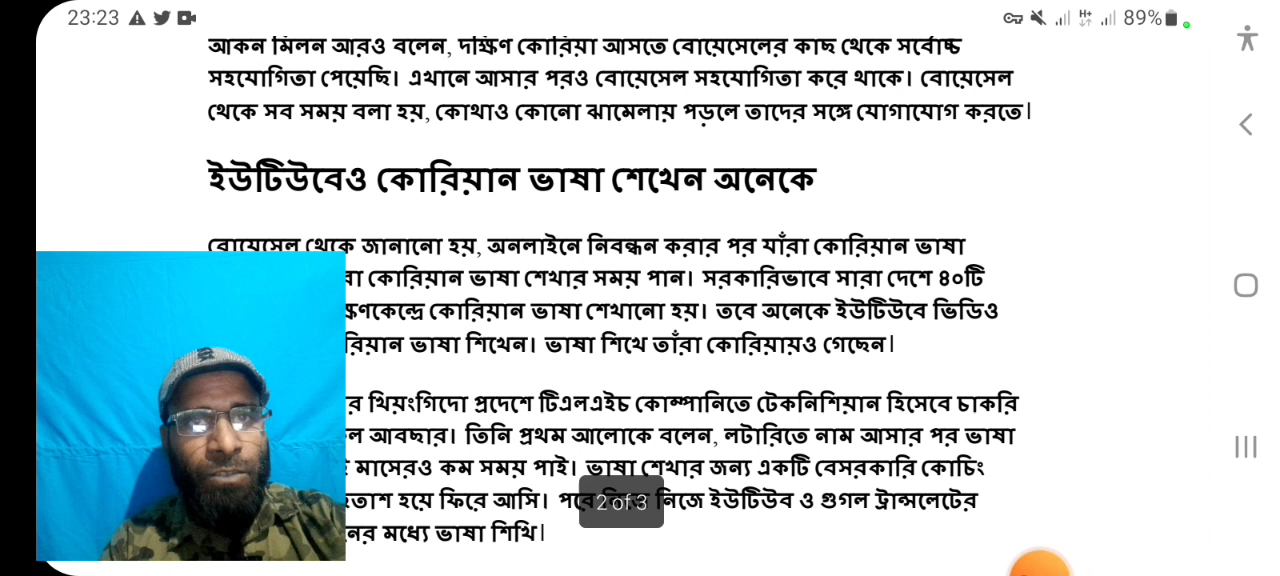 23:23
H+
89%
আকন মিলন আরও বলেন, দক্ষিণ কোরিয়া আসতে বোয়েসেলের কাছ থেকে সর্বোচ্চ
সহযোগিতা পেয়েছি। এখানে আসার পরও বোয়েসেল সহযোগিতা করে থাকে। বোয়েসেল
থেকে সব সময় বলা হয়, কোথাও কোনো ঝামেলায় পড়লে তাদের সঙ্গে যোগাযোগ করতে।
ইউটিউবেও কোরিয়ান ভাষা শেখেন অনেকে
বোয়েসেল থেকে জানানো হয়, অনলাইনে নিবন্ধন করার পর যাঁরা কোরিয়ান ভাষা
কোরিয়ান ভাষা শেখার সময় পান। সরকারিভাবে সারা দেশে ৪০টি
কোরিয়ান ভাষা শেখানো হয়। তবে অনেকে ইউটিউবে ভিডিও
ভাষা শিখেন। ভাষা শিখে তাঁরা কোরিয়ায়ও গেছেন।
থিয়ংগিদো প্রদেশে টিএলএইচ কোম্পানিতে টেকনিশিয়ান হিসেবে চাকরি
আবছার। তিনি প্রথম আলোকে বলেন, লটারিতে নাম আসার পর ভাষা
মাসেরও কম সময় পাই। ভাষা শেখার জন্য একটি বেসরকারি কোচিং
হয়ে ফিরে আসি। পরে নিজে ইউটিউব ও গুগল ট্রান্সলেটের
মধ্যে ভাষা শিখি।
2 of 3